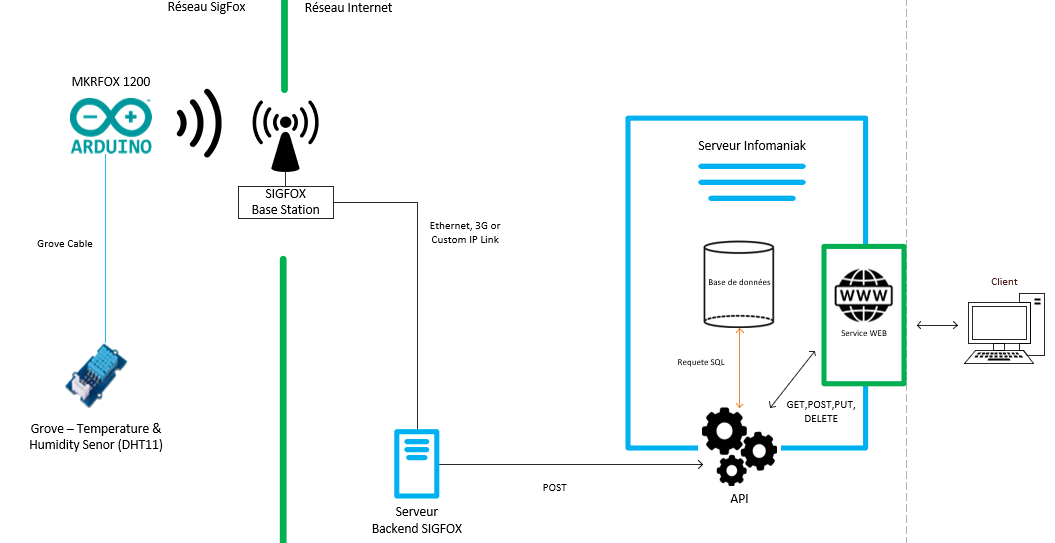 Réseau SigFox
Réseau Internet
MKRFOX 1200
ARDUINO
SIGFOX
Base Station
Ethernet, 3G or
Custom IP Link
Grove Cable
Grove – Temperature &
Humidity Senor (DHT11)
Serveur
Backend SIGFOX
POST
Serveur Infomaniak
Base de données
Requete SQL
GET,POST,PUT,
DELETE
API
WWW
Service WEB
Client